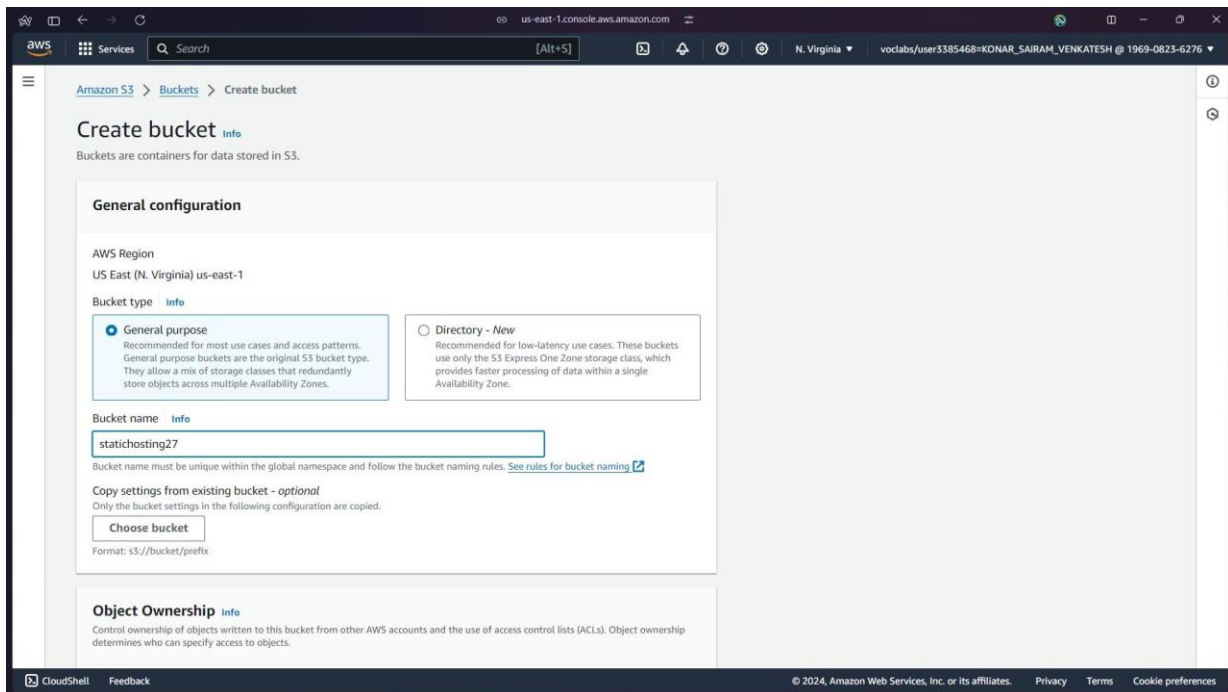 us-east-1.console.aws.amazon.com
aws
Services
Search
[Alt+S]
N. Virginia
voclabs/user3385468=KONAR_SAIRAM_VENKATESH @ 1969-0823-6276
Amazon S3 > Buckets > Create bucket
Create bucket Info
Buckets are containers for data stored in S3.
General configuration
AWS Region
US East (N. Virginia) us-east-1
Bucket type Info
General purpose
Recommended for most use cases and access patterns.
General purpose buckets are the original S3 bucket type.
They allow a mix of storage classes that redundantly
store objects across multiple Availability Zones.
Directory - New
Recommended for low-latency use cases. These buckets
use only the S3 Express One Zone storage class, which
provides faster processing of data within a single
Availability Zone.
Bucket name Info
statichosting27
Bucket name must be unique within the global namespace and follow the bucket naming rules. See rules for bucket naming
Copy settings from existing bucket - optional
Only the bucket settings in the following configuration are copied.
Choose bucket
Format: s3://bucket/prefix
Object Ownership Info
Control ownership of objects written to this bucket from other AWS accounts and the use of access control lists (ACLs). Object ownership
determines who can specify access to objects.
CloudShell Feedback
© 2024, Amazon Web Services, Inc. or its affiliates. Privacy Terms Cookie preferences